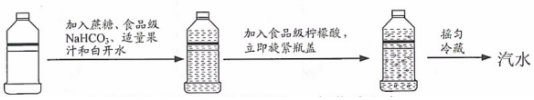 加入蔗糖、食品级
NaHCO₃、适量果
汁和白开水
加入食品级柠檬酸,
立即旋紧瓶盖
摇匀
冷藏
汽水